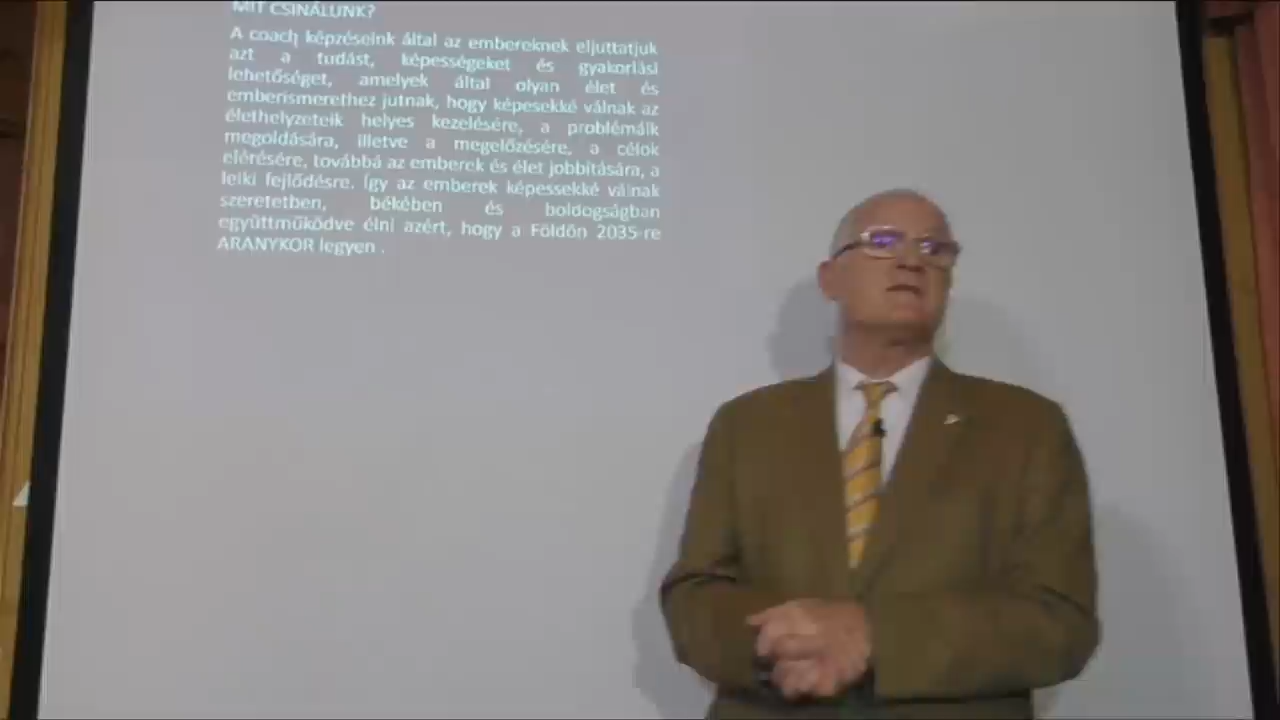 MIT CSINÁLUNK?
A coach képzéseink által az embereknek eljuttatjuk
azt a tudást, képességeket és gyakorlási
lehetőséget, amelyek által olyan élet és
emberismerethez jutnak, hogy képesekké válnak az
élethelyzeteik helyes kezelésére, a problémáik
megoldására, illetve a megelőzésére, a célok
elérésére, továbbá az emberek és élet jobbítására, a
lelki fejlődésre. Így az emberek képessekké válnak
szeretetben, békében és boldogságban
együttműködve élni azért, hogy a Földön 2035-re
ARANYKOR legyen .